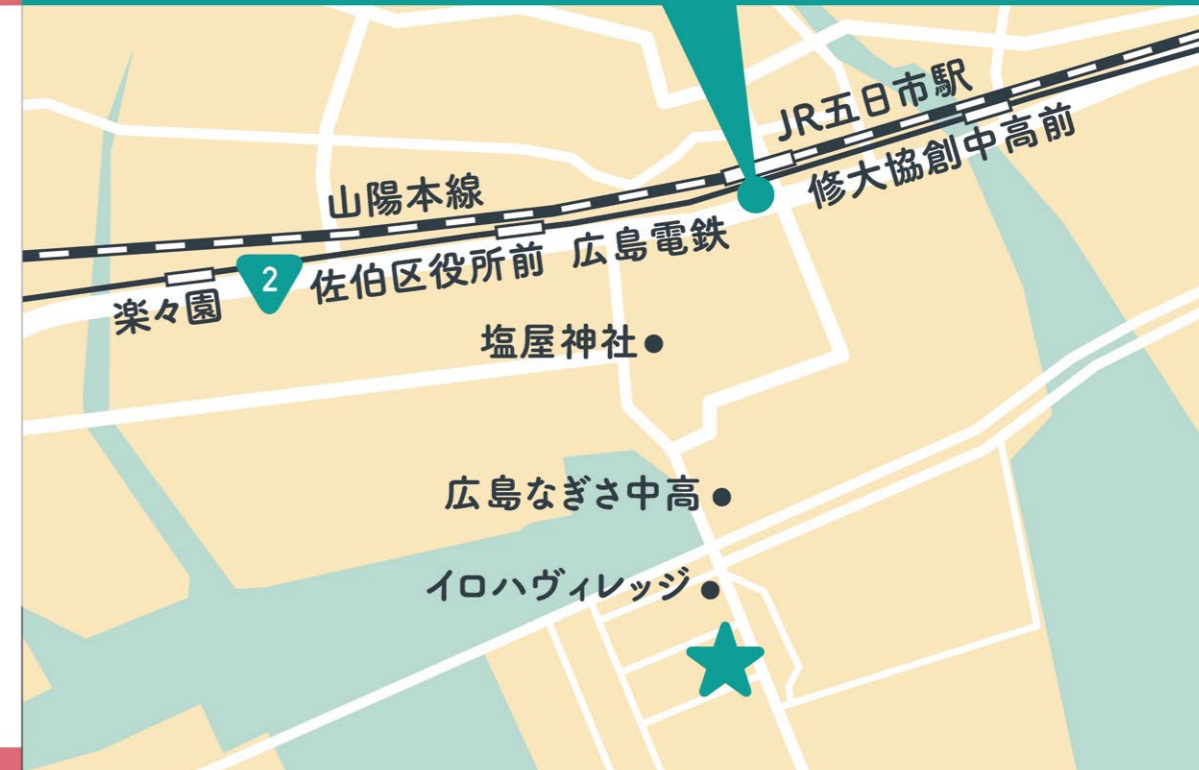 JR五日市駅
修大協創中高前
山陽本線
広島電鉄
佐伯区役所前
2
楽々園
塩屋神社
広島なぎさ中高
イロハヴィレッジ